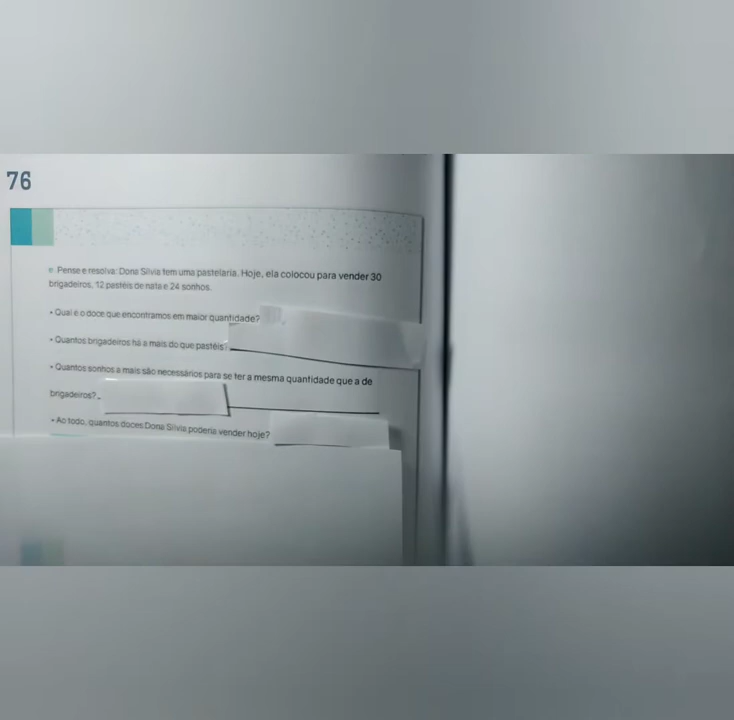 76
e Pense e resolva: Dona Silvia tem uma pastelaria. Hoje, ela colocou para vender 30
brigadeiros, 12 pastéis de nata e 24 sonhos.
• Qual é o doce que encontramos em maior quantidade?
• Quantos brigadeiros há a mais do que pastéis?
• Quantos sonhos a mais são necessários para se ter a mesma quantidade que a de
brigadeiros?
• Ao todo, quantos doces Dona Silvia poderia vender hoje?